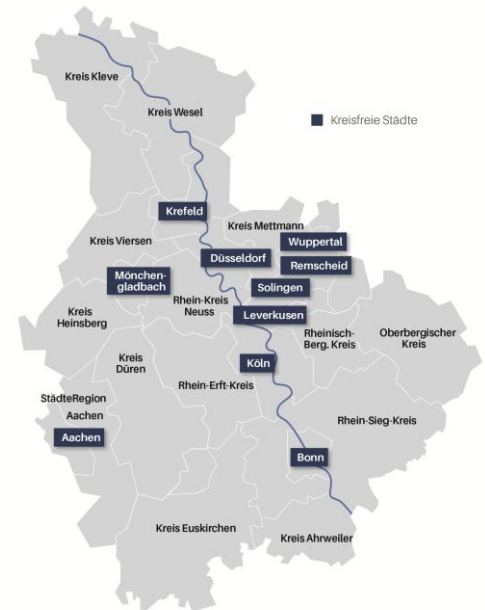 Kreis Kleve
Kreis Wesel
Kreisfreie Städte
Krefeld
Kreis Mettmann
Kreis Viersen
Wuppertal
Düsseldorf
Remscheid
Mönchen-
gladbach
Solingen
Rhein-Kreis
Neuss
Kreis
Heinsberg
Leverkusen
Rheinisch-
Berg. Kreis
Oberbergischer
Kreis
Kreis
Düren
Köln
Rhein-Erft-Kreis
StädteRegion
Aachen
Aachen
Rhein-Sieg-Kreis
Bonn
Kreis Euskirchen
Kreis Ahrweiler